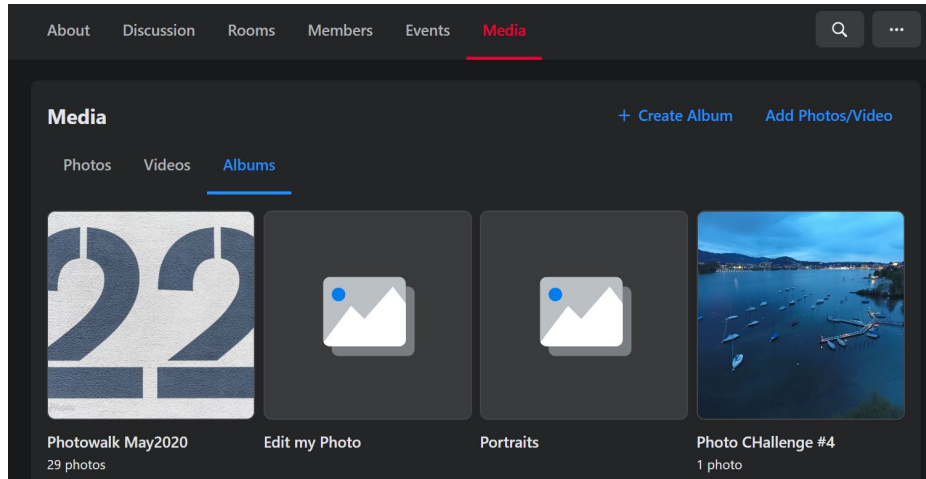 About Discussion Rooms Members Events Media
Media
+ Create Album Add Photos/Video
Photos Videos Albums
22
Photowalk May2020 Edit my Photo Portraits Photo CHallenge #4
29 photos 1 photo